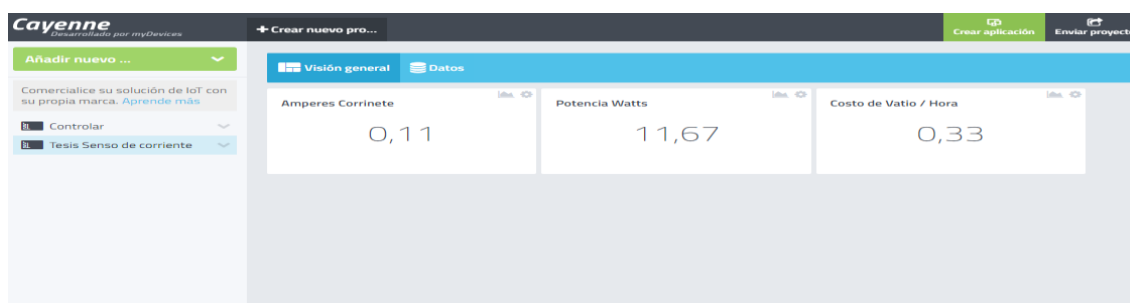 Cayenne
Desarrollado por myDevices
+ Crear nuevo pro...
Crear aplicación
Enviar proyecto
Añadir nuevo ...
Visión general
Datos
Comercialice su solución de IoT con
su propia marca. Aprende más
Controlar
Tesis Senso de corriente
Amperes Corrinete
Potencia Watts
Costo de Vatio / Hora
0,11
11,67
0,33